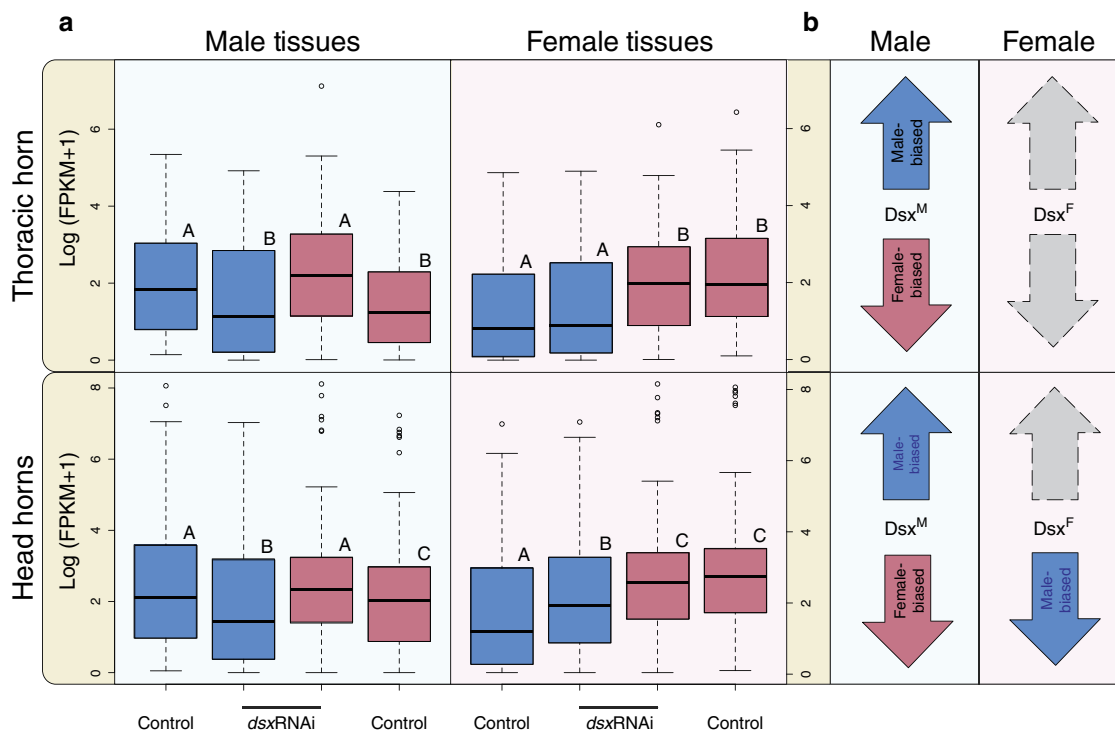 a
b
Male tissues
Female tissues
Male
Female
Thoracic horn
Log (FPKM+1)
6
4
2
0
A
B
A
B
A
A
B
B
6
4
2
0
Male-
biased
Dsx^M
Female-
biased
Dsx^F
Head horns
Log (FPKM+1)
8
6
4
2
0
A
B
A
C
A
B
C
C
8
6
4
2
0
Male-
biased
Dsx^M
Female-
biased
Dsx^F
Male-
biased
Control
dsxRNAi
Control
Control
dsxRNAi
Control